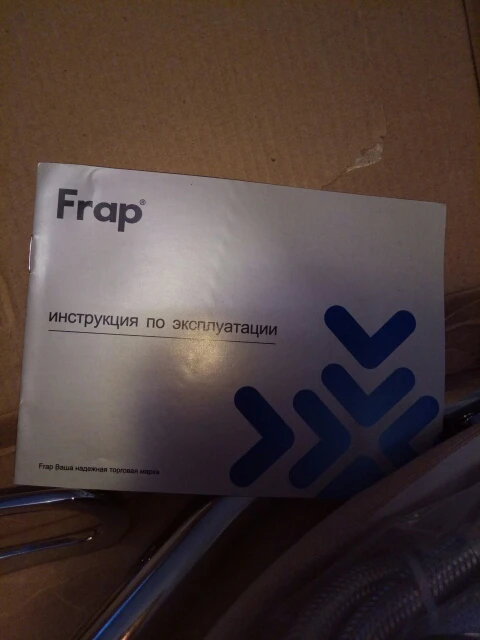 Frap®
инструкция по эксплуатации
Frap Ваша надежная торговая марка